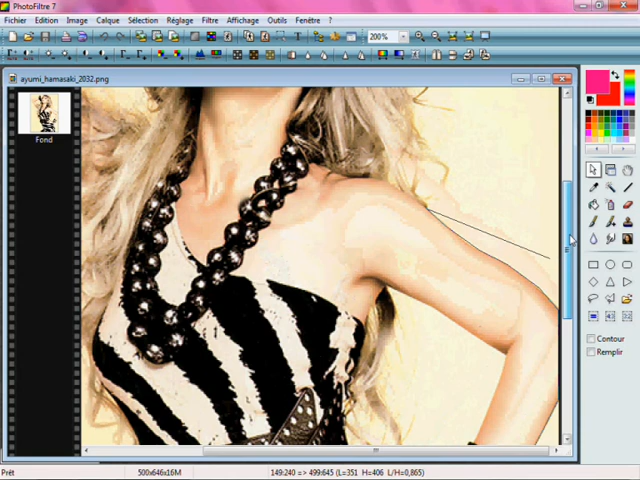 PhotoFiltre 7
Fichier Edition Image Calque Sélection Réglage Filtre Affichage Outils Fenêtre ?
200%
ayumi_hamasaki_2032.png
Fond
Contour
Remplir
Prêt 500x646x16M 149:240 => 499:645 (L=351 H=406 L/H=0,865)